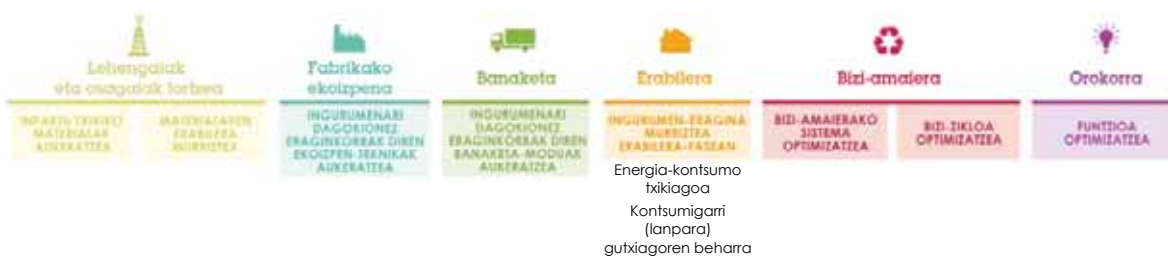 Lehengaiak
eta osagaiak lortzea
Fabrikako
ekoizpena
Banaketa
Erabilera
Bizi-amaiera
Orokorra
INPAKTU TXIKIKO
MATERIALAK
AUKERATZEA
MATERIALAREN
ERABILERA
MURRIZTEA
INGURUMENARI
DAGOKIONEZ
ERAGINKORRAK DIREN
EKOIZPEN-TEKNIKAK
AUKERATZEA
INGURUMENARI
DAGOKIONEZ
ERAGINKORRAK DIREN
BANAKETA-MODUAK
AUKERATZEA
INGURUMEN-ERAGINA
MURRIZTEA
ERABILERA-FASEAN
BIZI-AMAIERAKO
SISTEMA
OPTIMIZATZEA
BIZI-ZIKLOA
OPTIMIZATZEA
FUNTZIOA
OPTIMIZATZEA
Energia-kontsumo
txikiagoa
Kontsumigarri
(lanpara)
gutxiagoren beharra